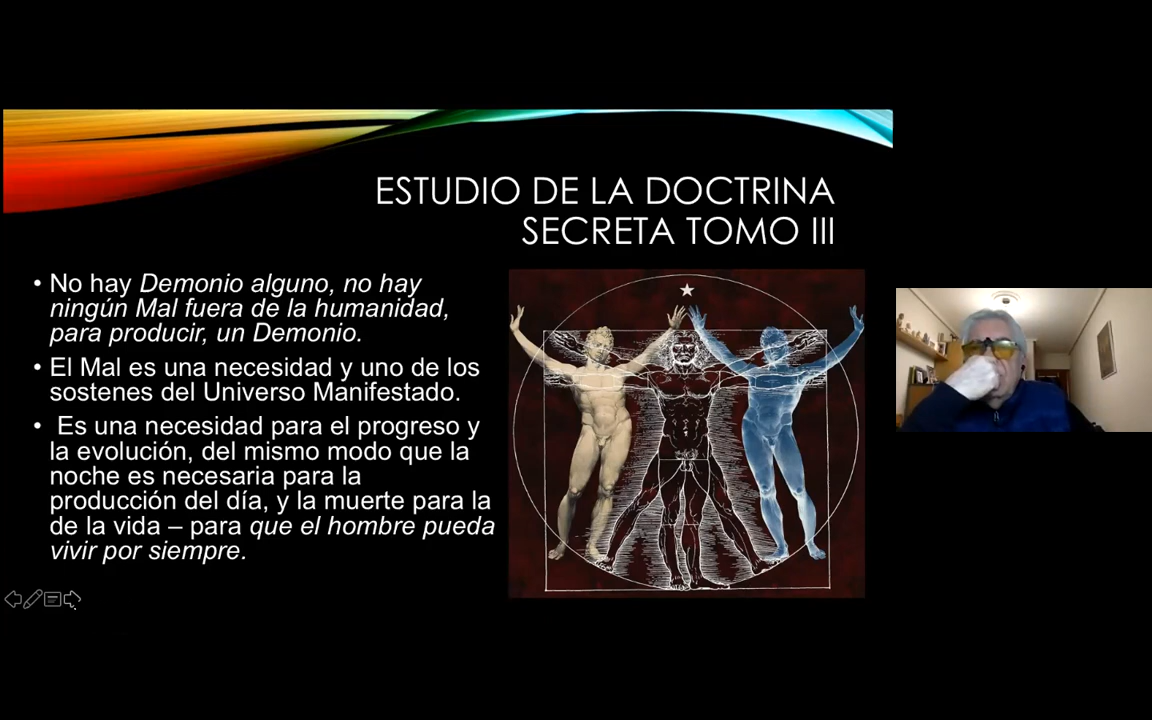 ESTUDIO DE LA DOCTRINA
SECRETA TOMO III
• No hay Demonio alguno, no hay
ningún Mal fuera de la humanidad,
para producir, un Demonio.
• El Mal es una necesidad y uno de los
sostenes del Universo Manifestado.
• Es una necesidad para el progreso y
la evolución, del mismo modo que la
noche es necesaria para la
producción del día, y la muerte para la
de la vida – para que el hombre pueda
vivir por siempre.